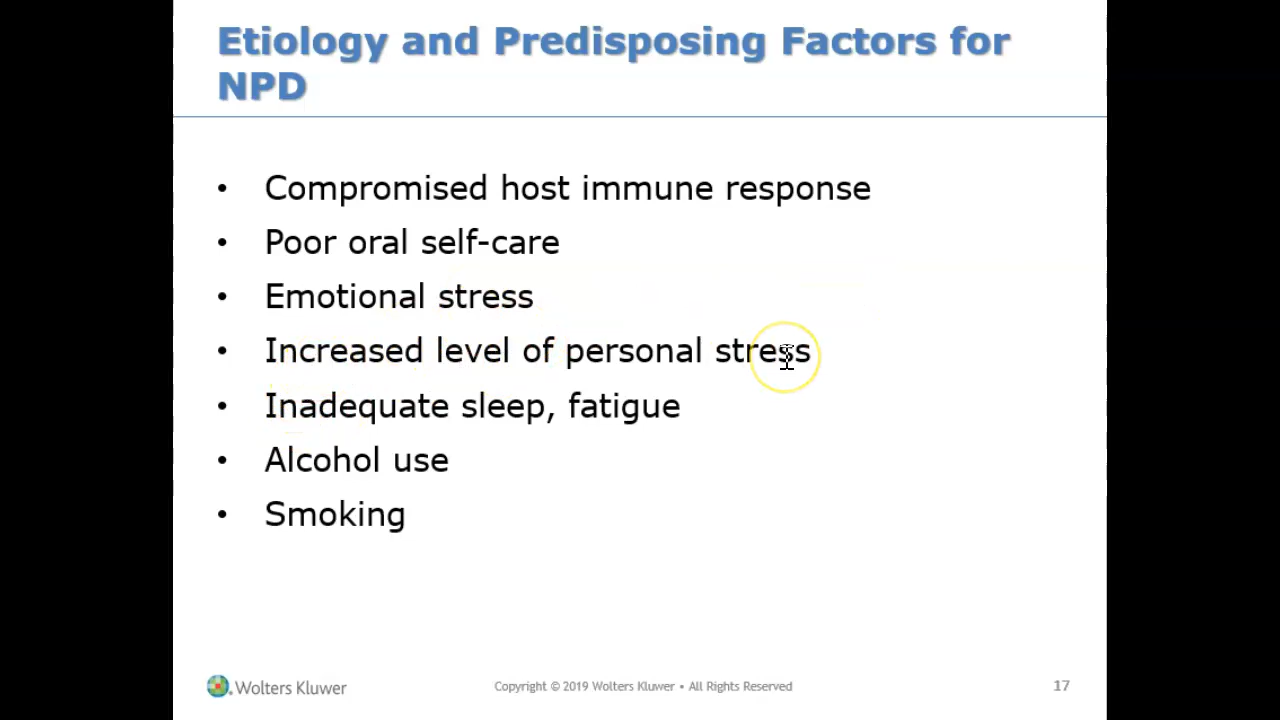 Etiology and Predisposing Factors for
NPD
• Compromised host immune response
• Poor oral self-care
• Emotional stress
• Increased level of personal stress
• Inadequate sleep, fatigue
• Alcohol use
• Smoking
Wolters Kluwer
Copyright © 2019 Wolters Kluwer • All Rights Reserved
17